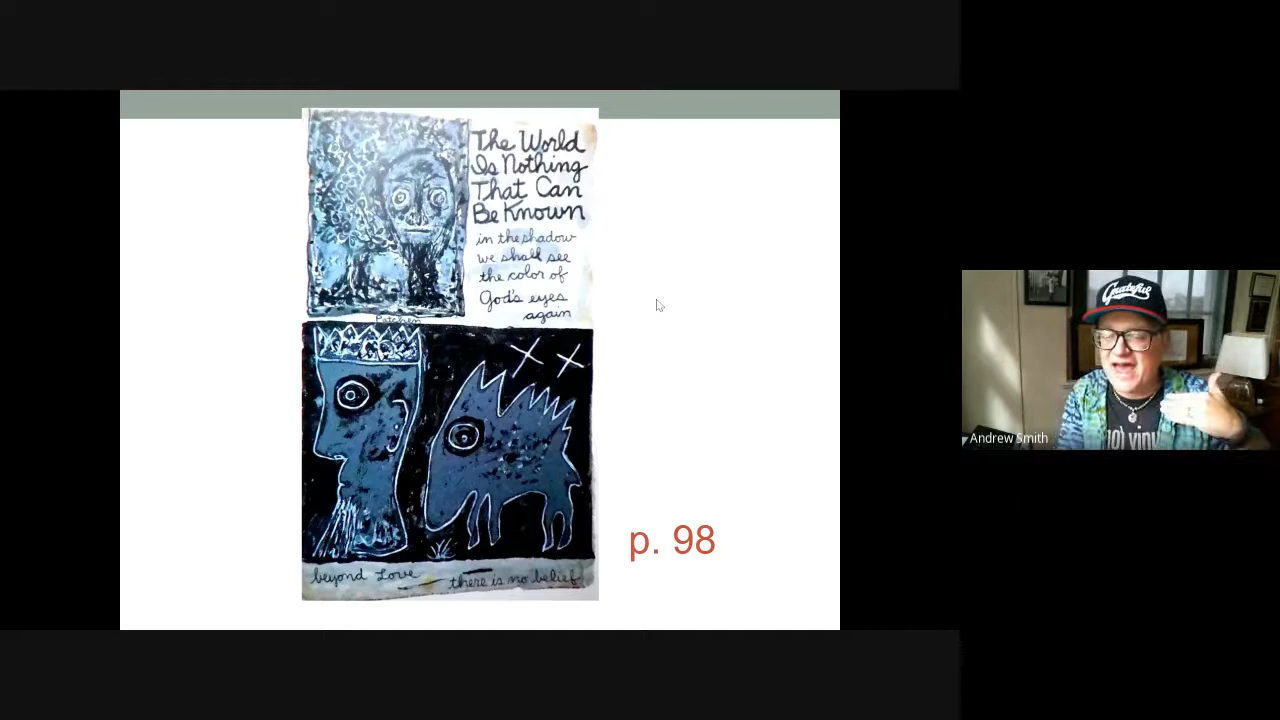 The World
Is Nothing
That Can
Be Known
in the shadow
we shall see
the color of
God's eyes
again
Patchen
beyond Love
there is no belief
p. 98
Grateful
Andrew Smith